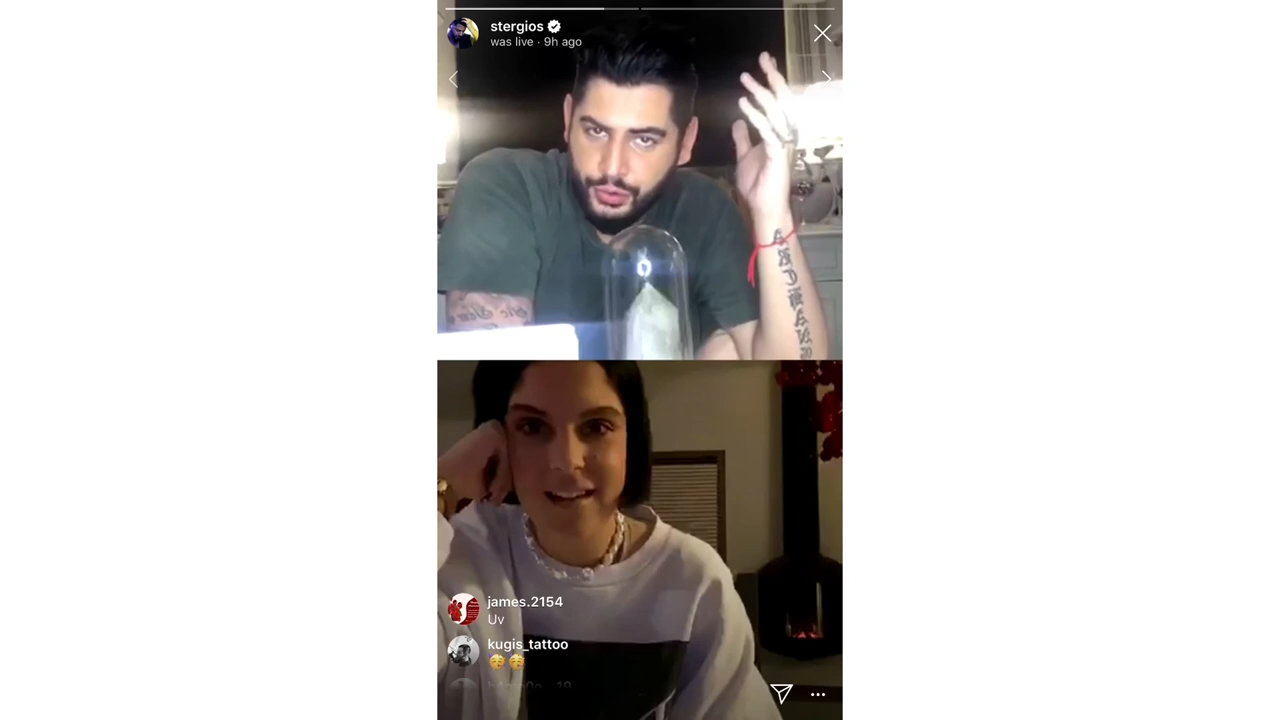 stergios
was live · 9h ago
james.2154
Uv
kugis_tattoo
🥳🥳